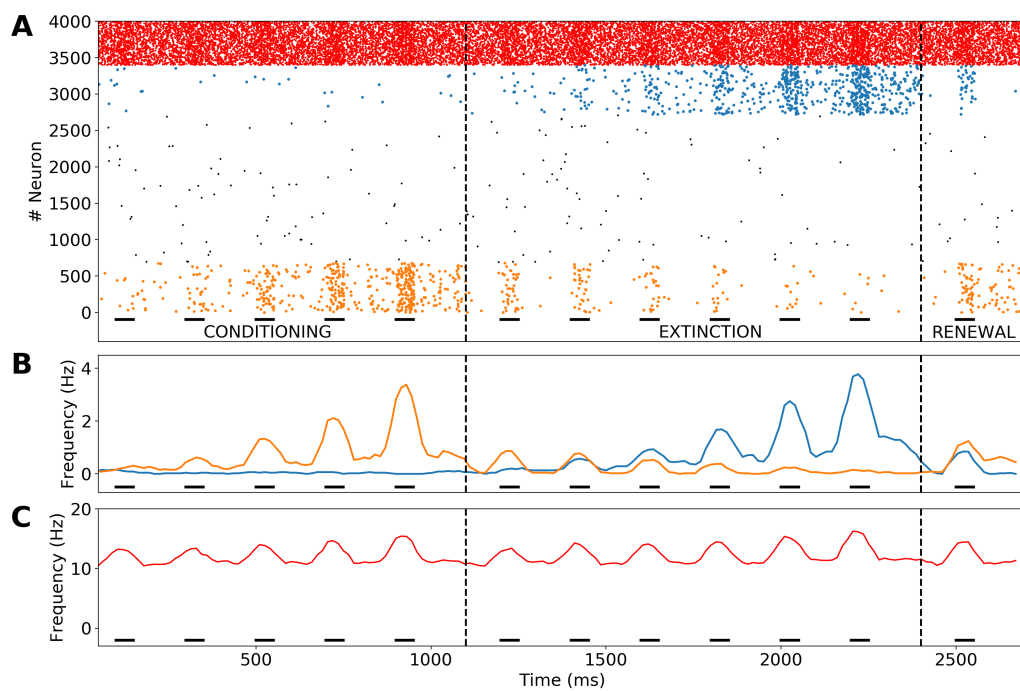 A
4000
3500
3000
2500
2000
1500
1000
500
0
# Neuron
CONDITIONING EXTINCTION RENEWAL
B
4
2
0
Frequency (Hz)
C
20
10
0
Frequency (Hz)
500 1000 1500 2000 2500
Time (ms)